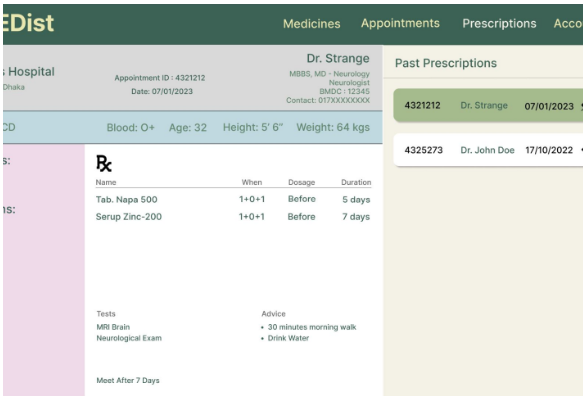 EDist
Medicines Appointments Prescriptions Acco
s Hospital
Dhaka
Appointment ID : 4321212
Date: 07/01/2023
Dr. Strange
MBBS, MD - Neurology
Neurologist
BMDC : 12345
Contact: 017XXXXXXXX
CD
Blood: O+ Age: 32 Height: 5' 6" Weight: 64 kgs
s:
ns:
℞
Name When Dosage Duration
Tab. Napa 500 1+0+1 Before 5 days
Serup Zinc-200 1+0+1 Before 7 days
Tests
MRI Brain
Neurological Exam
Advice
• 30 minutes morning walk
• Drink Water
Meet After 7 Days
Past Prescriptions
4321212 Dr. Strange 07/01/2023
4325273 Dr. John Doe 17/10/2022